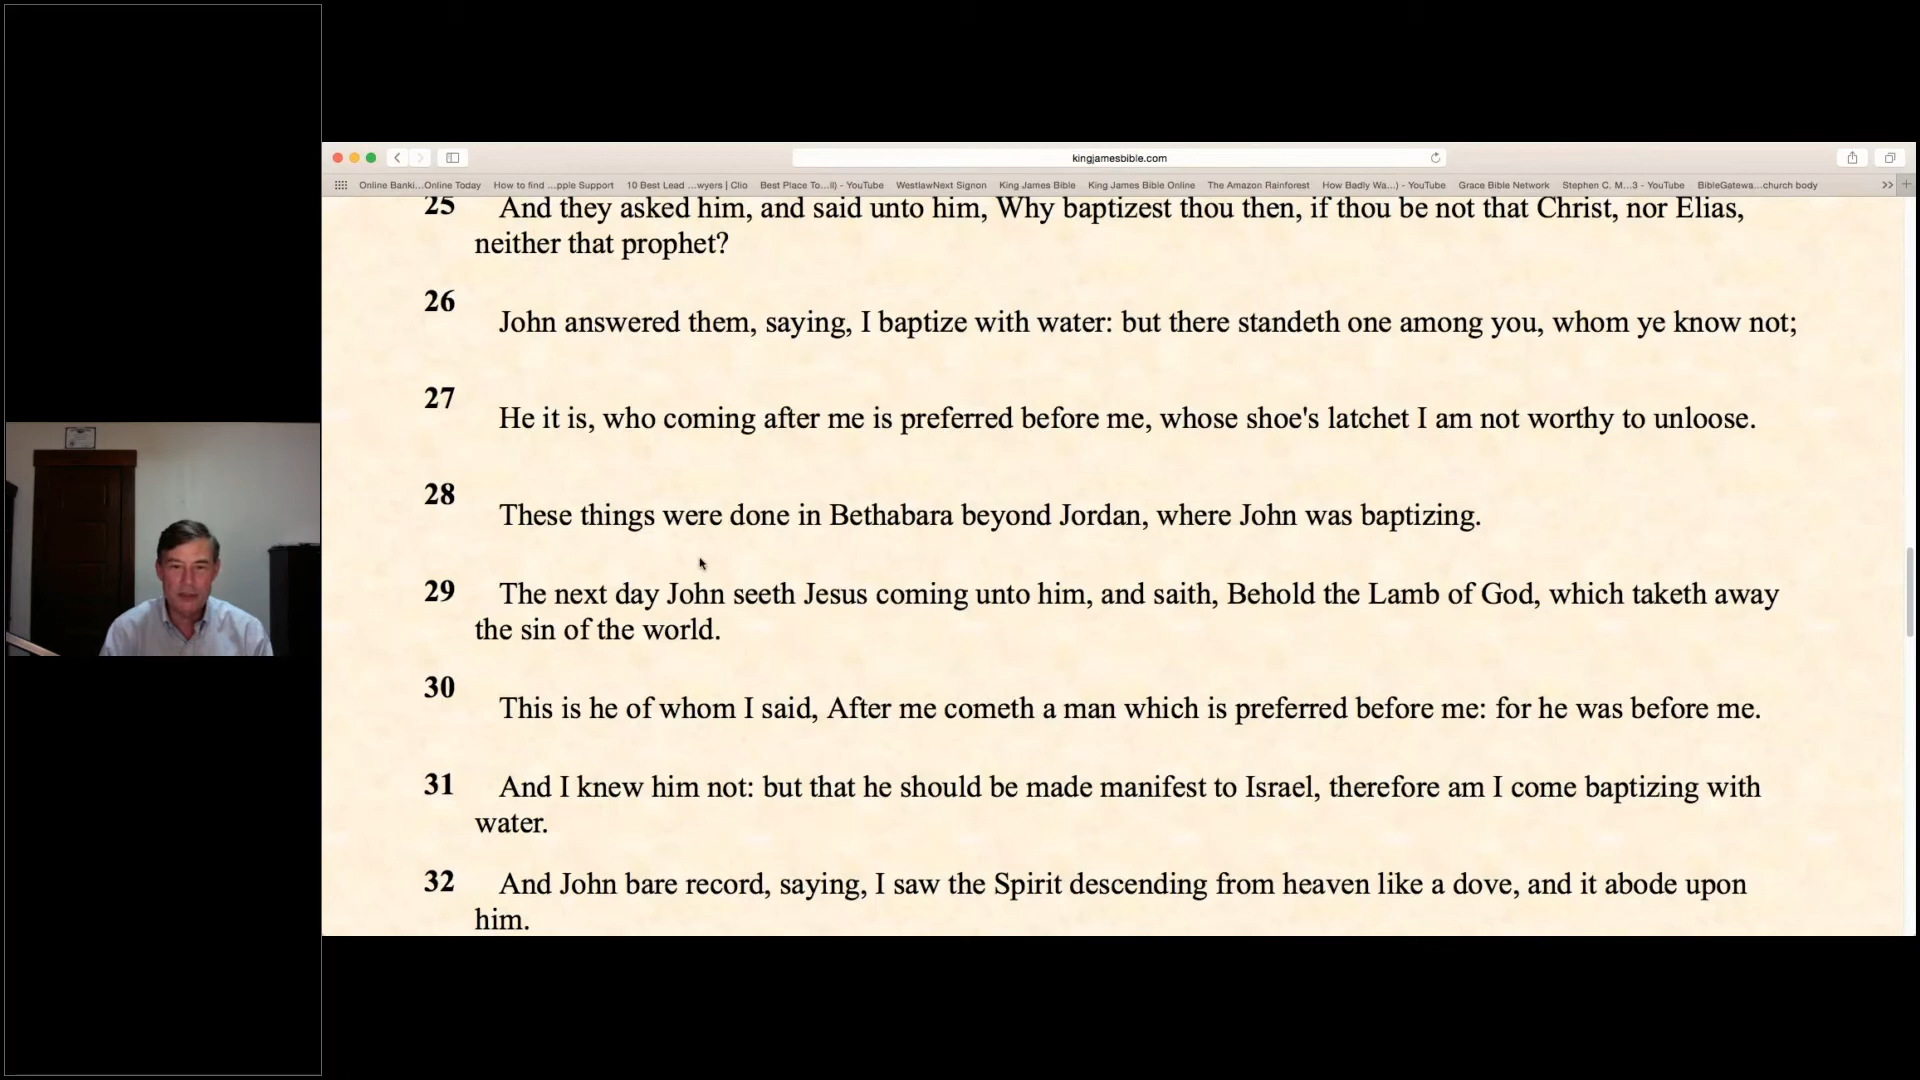 kingjamesbible.com
Online Banki...Online Today How to find ...pple Support 10 Best Lead ...wyers | Clio Best Place To...ll) - YouTube WestlawNext Signon King James Bible King James Bible Online The Amazon Rainforest How Badly Wa...) - YouTube Grace Bible Network Stephen C. M...3 - YouTube BibleGatewa...church body
25 And they asked him, and said unto him, Why baptizest thou then, if thou be not that Christ, nor Elias,
neither that prophet?
26 John answered them, saying, I baptize with water: but there standeth one among you, whom ye know not;
27 He it is, who coming after me is preferred before me, whose shoe's latchet I am not worthy to unloose.
28 These things were done in Bethabara beyond Jordan, where John was baptizing.
29 The next day John seeth Jesus coming unto him, and saith, Behold the Lamb of God, which taketh away
the sin of the world.
30 This is he of whom I said, After me cometh a man which is preferred before me: for he was before me.
31 And I knew him not: but that he should be made manifest to Israel, therefore am I come baptizing with
water.
32 And John bare record, saying, I saw the Spirit descending from heaven like a dove, and it abode upon
him.